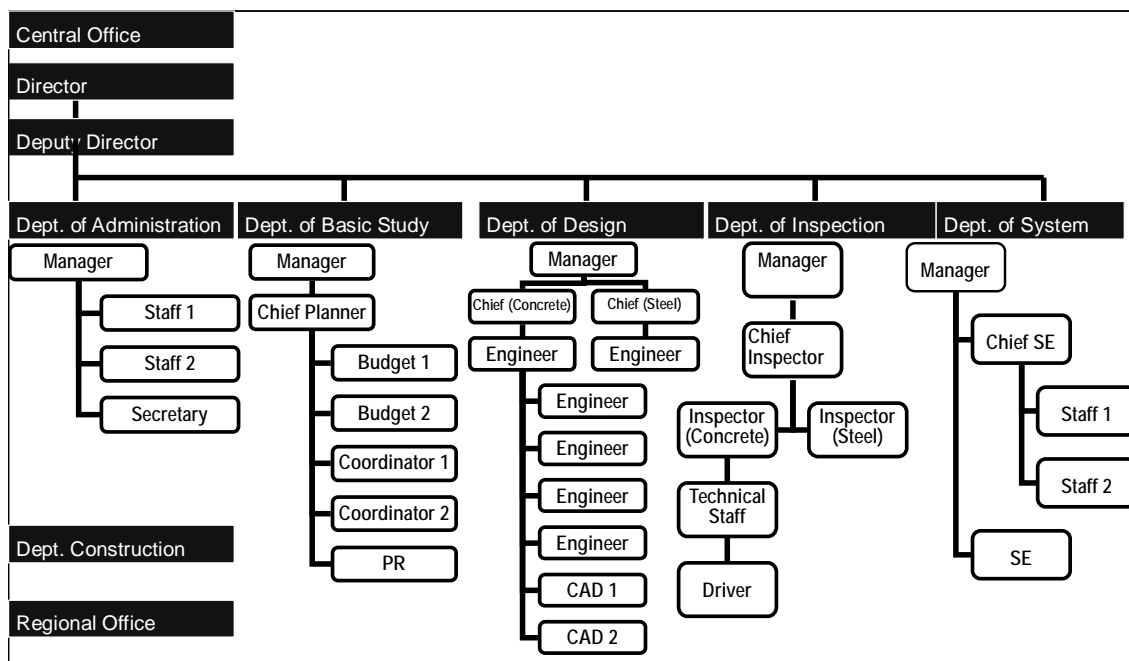 Central Office
Director
Deputy Director
Dept. of Administration
Manager
Staff 1
Staff 2
Secretary
Dept. of Basic Study
Manager
Chief Planner
Budget 1
Budget 2
Coordinator 1
Coordinator 2
PR
Dept. of Design
Manager
Chief (Concrete)
Chief (Steel)
Engineer
Engineer
Engineer
Engineer
Engineer
Engineer
CAD 1
CAD 2
Dept. of Inspection
Manager
Chief
Inspector
Inspector
(Concrete)
Inspector
(Steel)
Technical
Staff
Driver
Dept. of System
Manager
Chief SE
Staff 1
Staff 2
SE
Dept. Construction
Regional Office